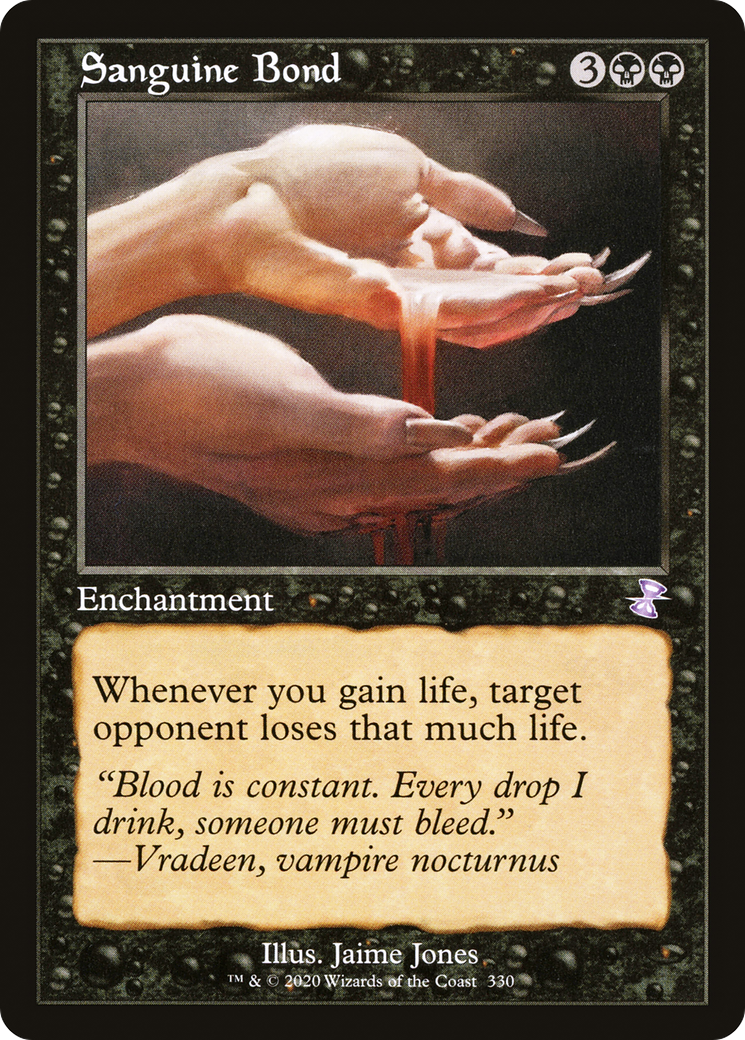 Sanguine Bond 3
Enchantment
Whenever you gain life, target
opponent loses that much life.
“Blood is constant. Every drop I
drink, someone must bleed.”
—Vradeen, vampire nocturnus
Illus. Jaime Jones
™ & © 2020 Wizards of the Coast 330